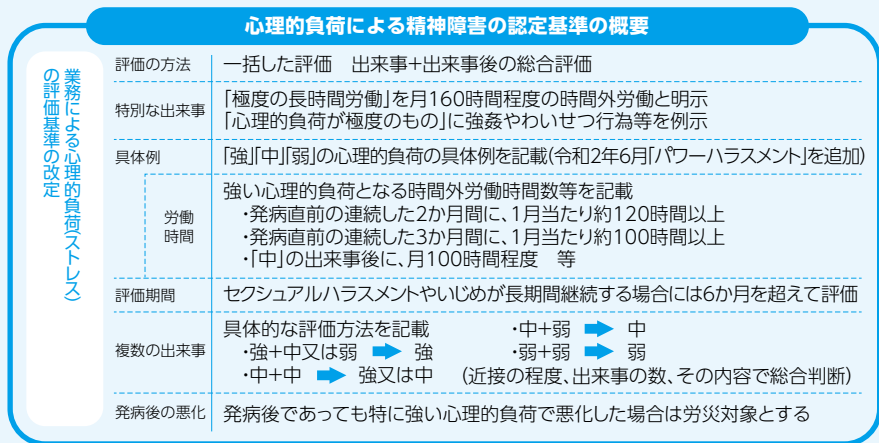 心理的負荷による精神障害の認定基準の概要
業務による心理的負荷(ストレス)
の評価基準の改定
評価の方法 一括した評価 出来事+出来事後の総合評価
特別な出来事 「極度の長時間労働」を月160時間程度の時間外労働と明示
「心理的負荷が極度のもの」に強姦やわいせつ行為等を例示
具体例 「強」「中」「弱」の心理的負荷の具体例を記載(令和2年6月「パワーハラスメント」を追加)
労働
時間
強い心理的負荷となる時間外労働時間数等を記載
・発病直前の連続した2か月間に、1月当たり約120時間以上
・発病直前の連続した3か月間に、1月当たり約100時間以上
・「中」の出来事後に、月100時間程度 等
評価期間 セクシュアルハラスメントやいじめが長期間継続する場合には6か月を超えて評価
複数の出来事
具体的な評価方法を記載 ・中+弱 ➡ 中
・強+中又は弱 ➡ 強 ・弱+弱 ➡ 弱
・中+中 ➡ 強又は中 (近接の程度、出来事の数、その内容で総合判断)
発病後の悪化 発病後であっても特に強い心理的負荷で悪化した場合は労災対象とする